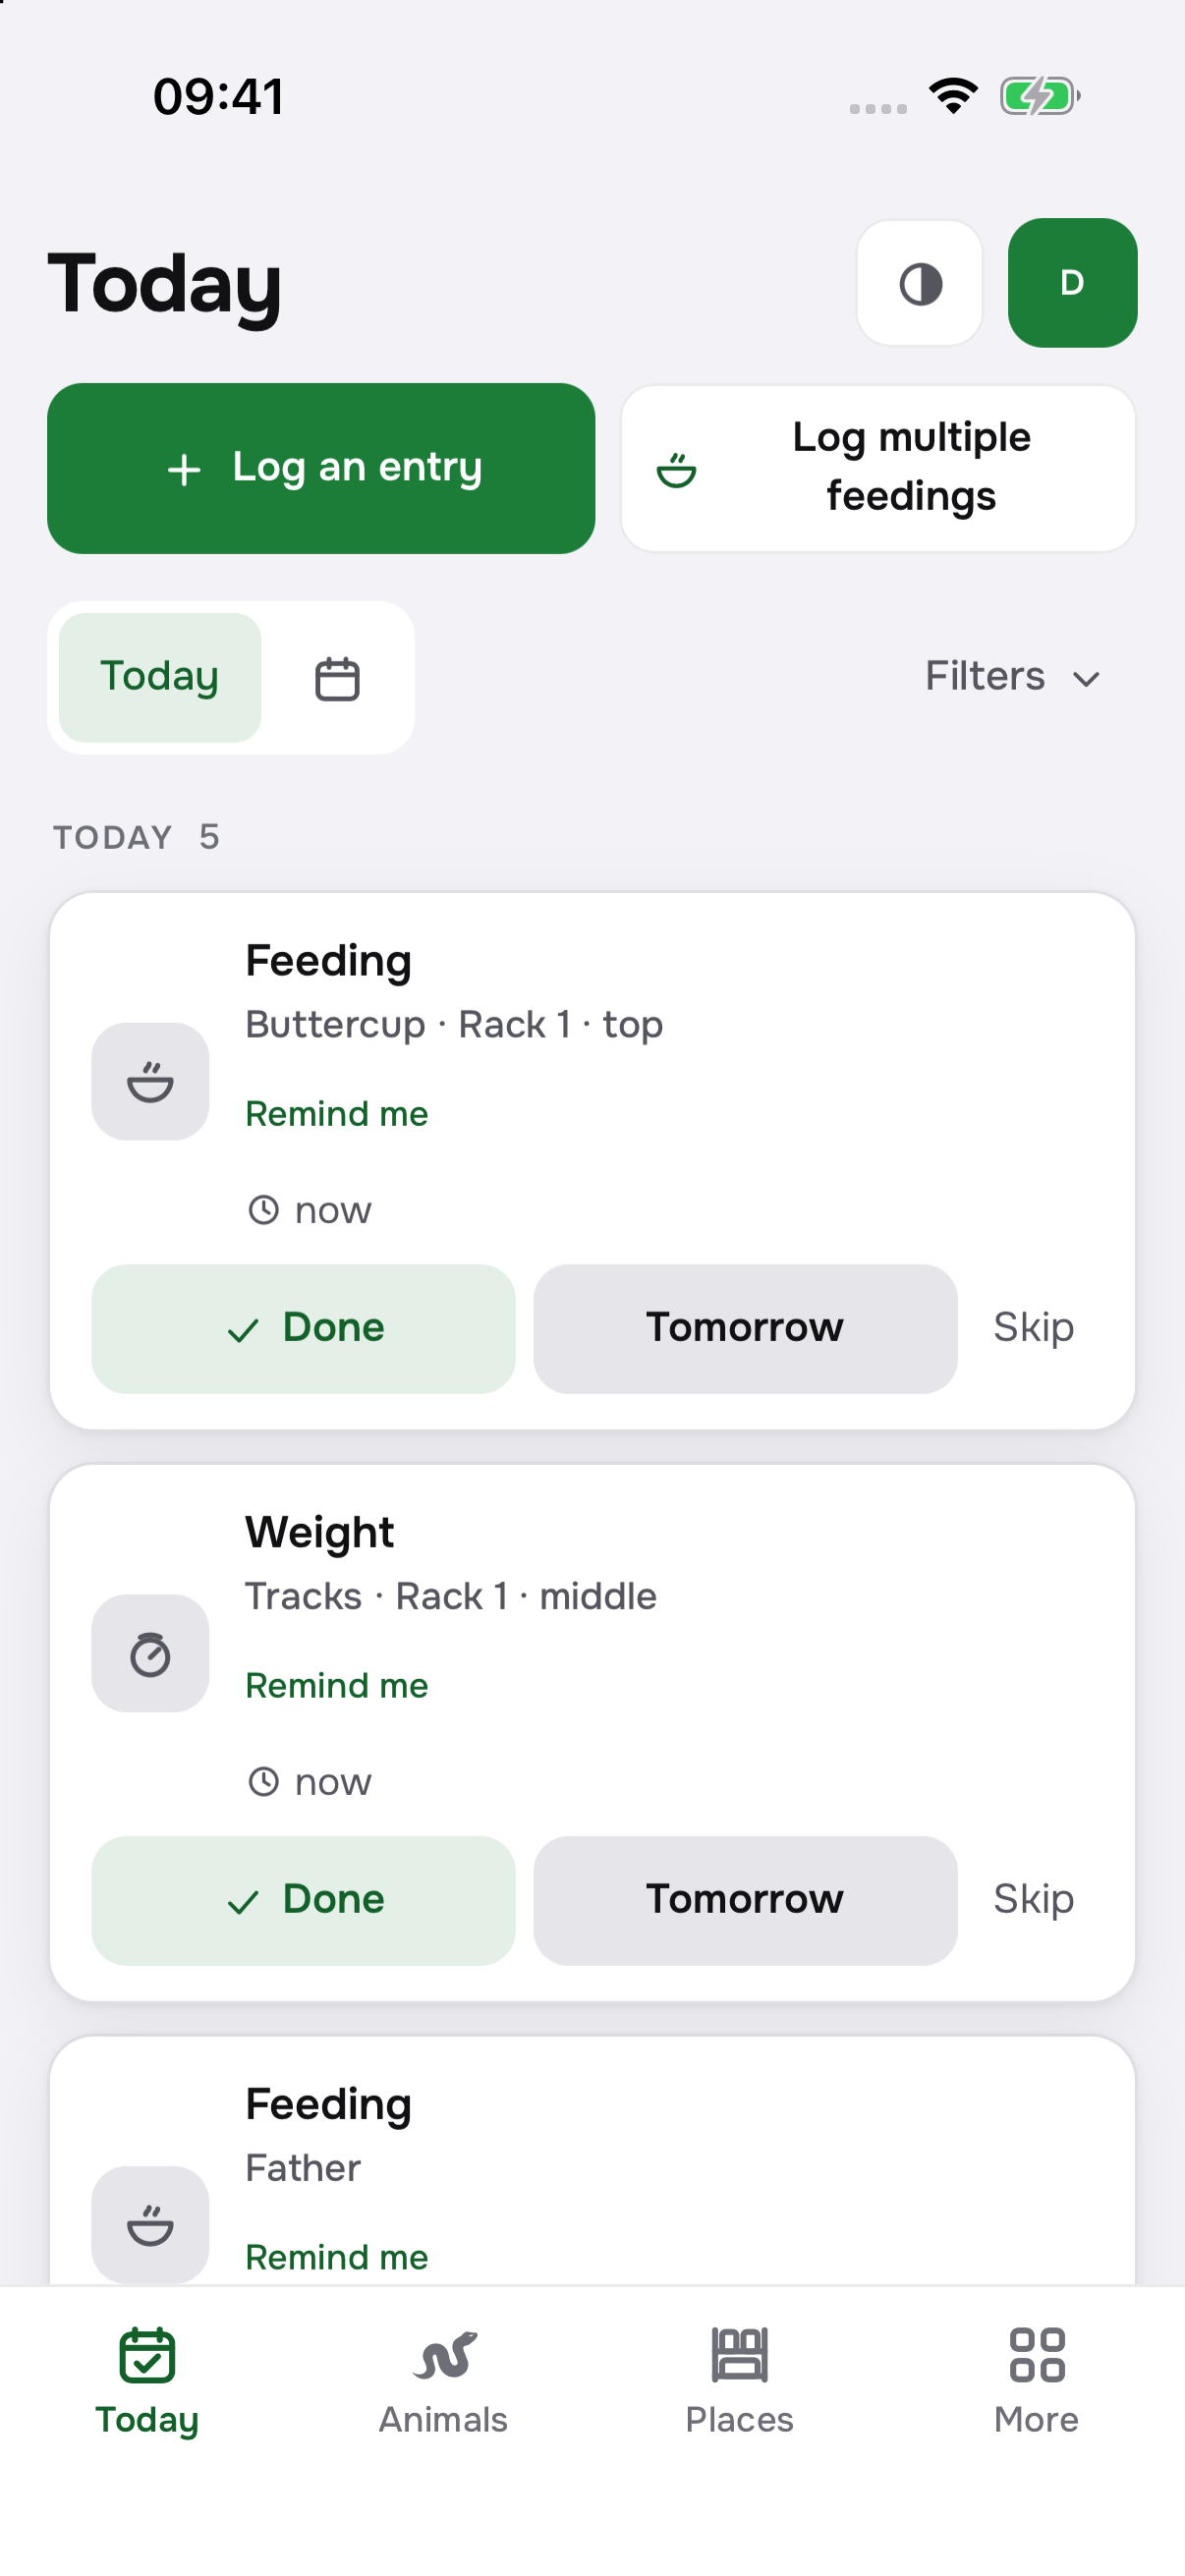 09:41
Today
D
Log an entry
Log multiple
feedings
Today
Filters
TODAY 5
Feeding
Buttercup · Rack 1 · top
Remind me
now
Done
Tomorrow
Skip
Weight
Tracks · Rack 1 · middle
Remind me
now
Done
Tomorrow
Skip
Feeding
Father
Remind me
Today
Animals
Places
More